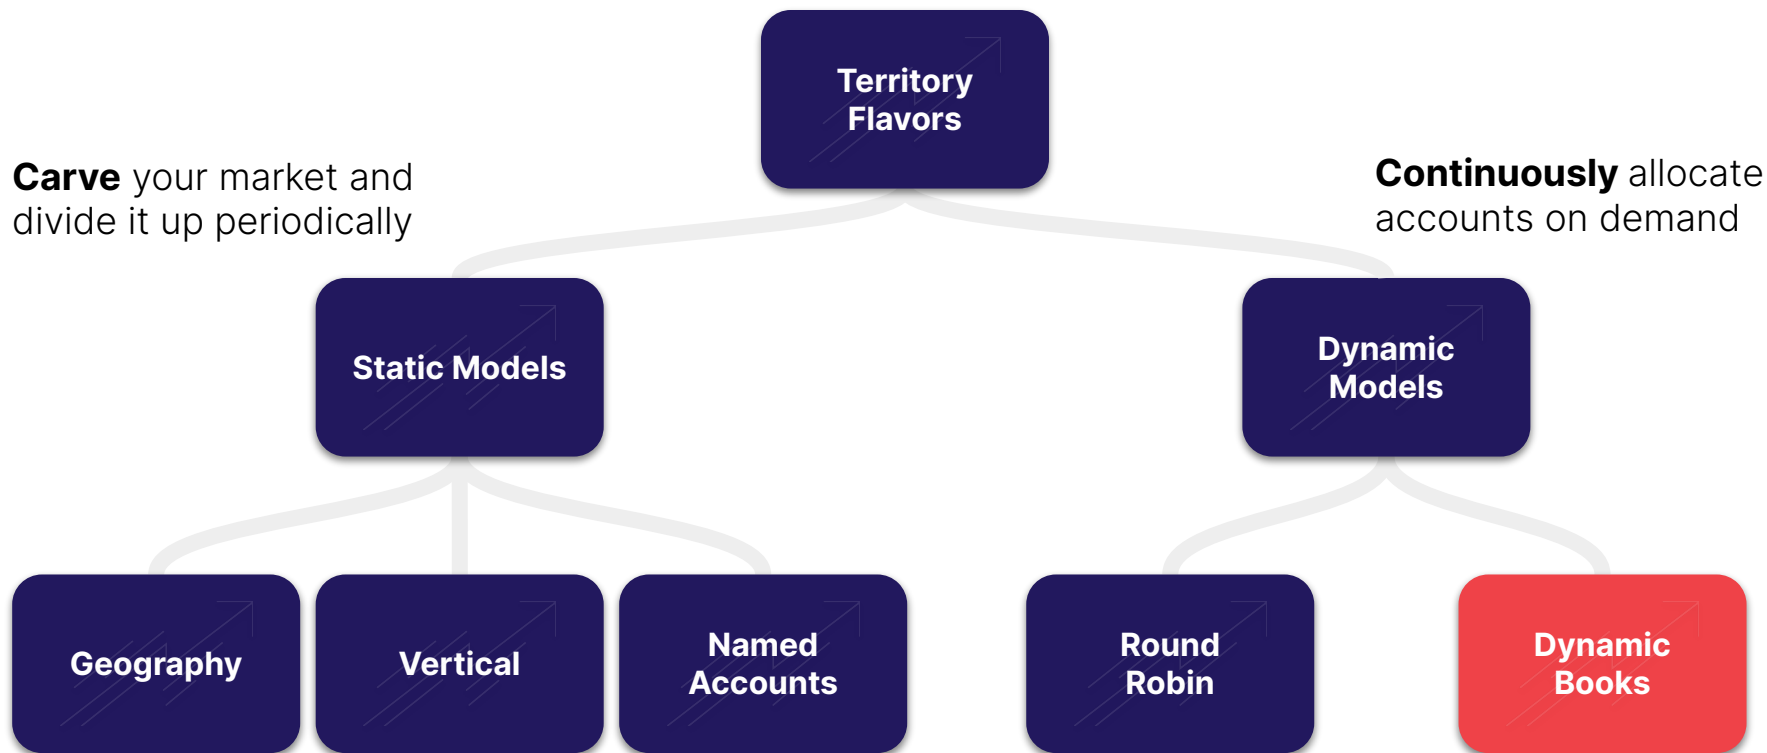 Territory
Flavors
Carve your market and
divide it up periodically
Continuously allocate
accounts on demand
Static Models
Dynamic
Models
Geography
Vertical
Named
Accounts
Round
Robin
Dynamic
Books